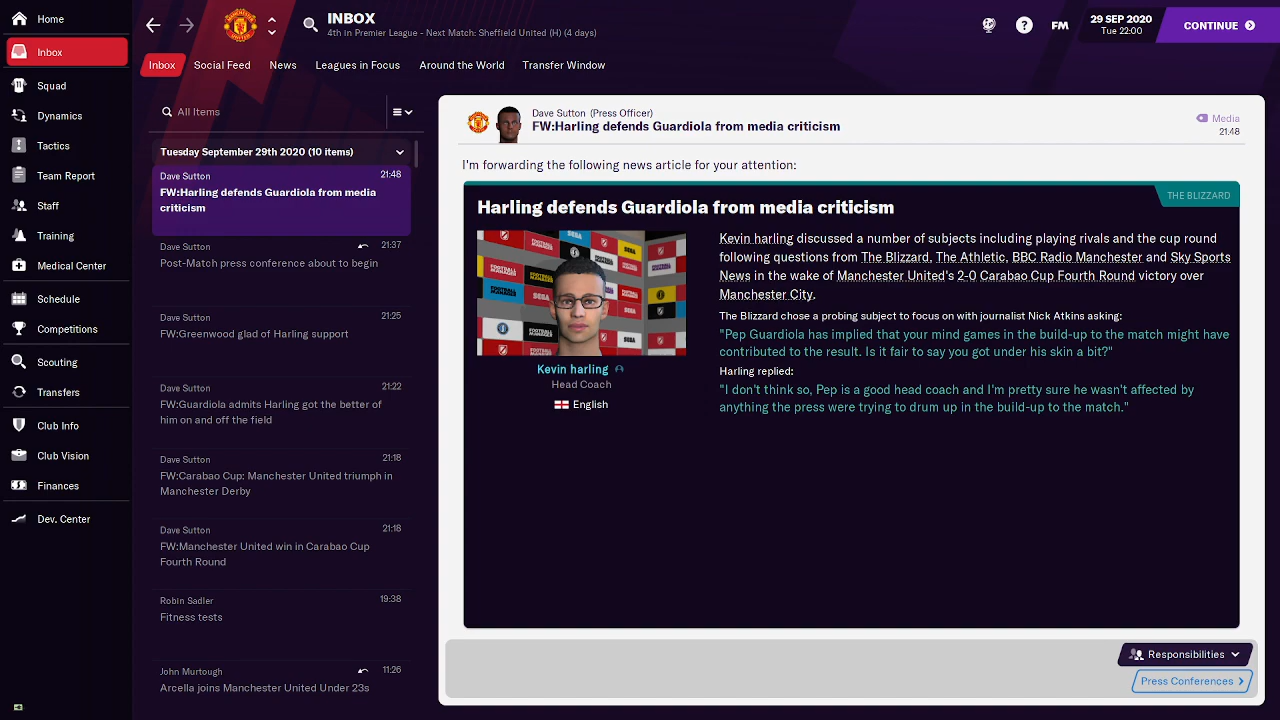 Home
Inbox
Squad
Dynamics
Tactics
Team Report
Staff
Training
Medical Center
Schedule
Competitions
Scouting
Transfers
Club Info
Club Vision
Finances
Dev. Center
INBOX
4th in Premier League - Next Match: Sheffield United (H) (4 days)
FM
29 SEP 2020
Tue 22:00
CONTINUE
Inbox
Social Feed
News
Leagues in Focus
Around the World
Transfer Window
All Items
Tuesday September 29th 2020 (10 items)
Dave Sutton 21:48
FW:Harling defends Guardiola from media
criticism
Dave Sutton 21:37
Post-Match press conference about to begin
Dave Sutton 21:25
FW:Greenwood glad of Harling support
Dave Sutton 21:22
FW:Guardiola admits Harling got the better of
him on and off the field
Dave Sutton 21:18
FW:Carabao Cup: Manchester United triumph in
Manchester Derby
Dave Sutton 21:18
FW:Manchester United win in Carabao Cup
Fourth Round
Robin Sadler 19:38
Fitness tests
John Murtough 11:26
Arcella joins Manchester United Under 23s
Dave Sutton (Press Officer)
FW:Harling defends Guardiola from media criticism
Media
21:48
I'm forwarding the following news article for your attention:
THE BLIZZARD
Harling defends Guardiola from media criticism
Kevin harling
Head Coach
English
Kevin harling discussed a number of subjects including playing rivals and the cup round
following questions from The Blizzard, The Athletic, BBC Radio Manchester and Sky Sports
News in the wake of Manchester United's 2-0 Carabao Cup Fourth Round victory over
Manchester City.
The Blizzard chose a probing subject to focus on with journalist Nick Atkins asking:
"Pep Guardiola has implied that your mind games in the build-up to the match might have
contributed to the result. Is it fair to say you got under his skin a bit?"
Harling replied:
"I don't think so, Pep is a good head coach and I'm pretty sure he wasn't affected by
anything the press were trying to drum up in the build-up to the match."
Responsibilities
Press Conferences